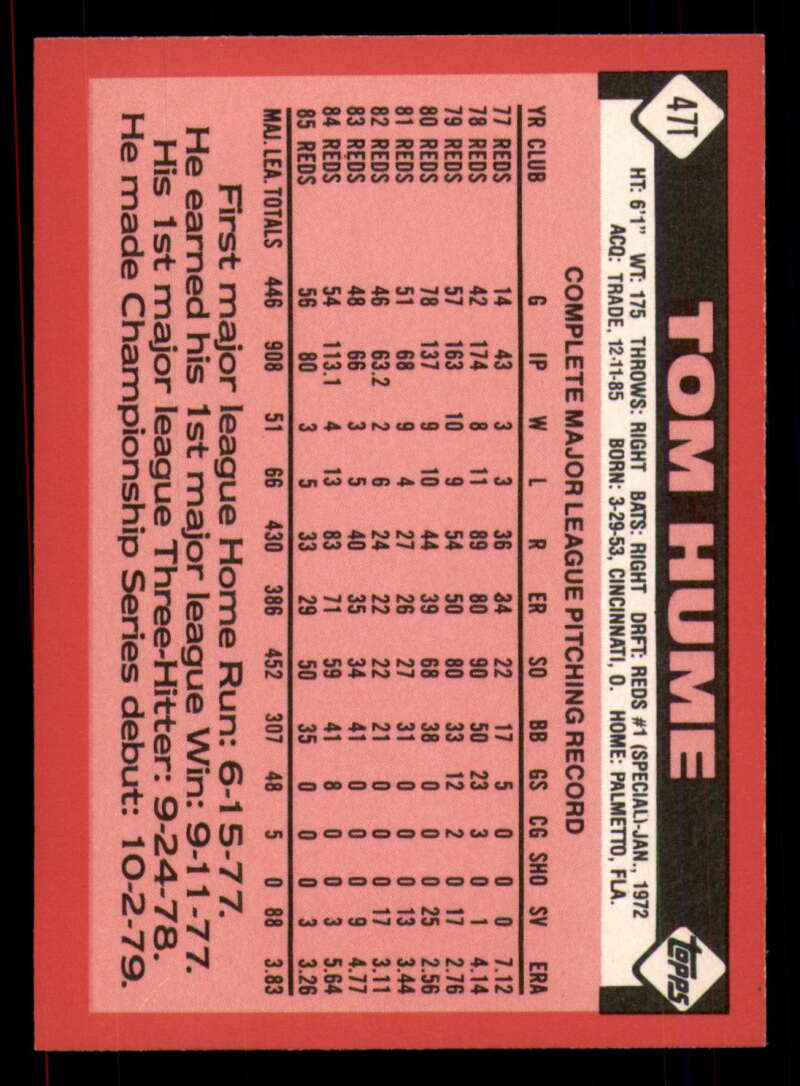 47T
TOM HUME
topps
HT: 6'1" WT: 175 THROWS: RIGHT BATS: RIGHT DRFT: REDS #1 (SPECIAL)-JAN., 1972
ACQ: TRADE, 12-11-85 BORN: 3-29-53, CINCINNATI, O. HOME: PALMETTO, FLA.
COMPLETE MAJOR LEAGUE PITCHING RECORD
YR CLUB G IP W L R ER SO BB GS CG SHO SV ERA
77 REDS 14 43 3 3 36 34 22 17 5 0 0 0 7.12
78 REDS 42 174 8 11 89 80 90 50 23 3 0 1 4.14
79 REDS 57 163 10 9 54 50 80 33 12 2 0 17 2.76
80 REDS 78 137 9 10 44 39 68 38 0 0 0 25 2.56
81 REDS 51 68 9 4 27 26 27 31 0 0 0 13 3.44
82 REDS 46 63.2 2 6 24 22 22 21 0 0 0 17 3.11
83 REDS 48 66 3 5 40 35 34 41 0 0 0 9 4.77
84 REDS 54 113.1 4 13 83 71 59 41 8 0 0 3 5.64
85 REDS 56 80 3 5 33 29 50 35 0 0 0 3 3.26
MAJ. LEA. TOTALS 446 908 51 66 430 386 452 307 48 5 0 88 3.83
First major league Home Run: 6-15-77.
He earned his 1st major league Win: 9-11-77.
His 1st major league Three-Hitter: 9-24-78.
He made Championship Series debut: 10-2-79.